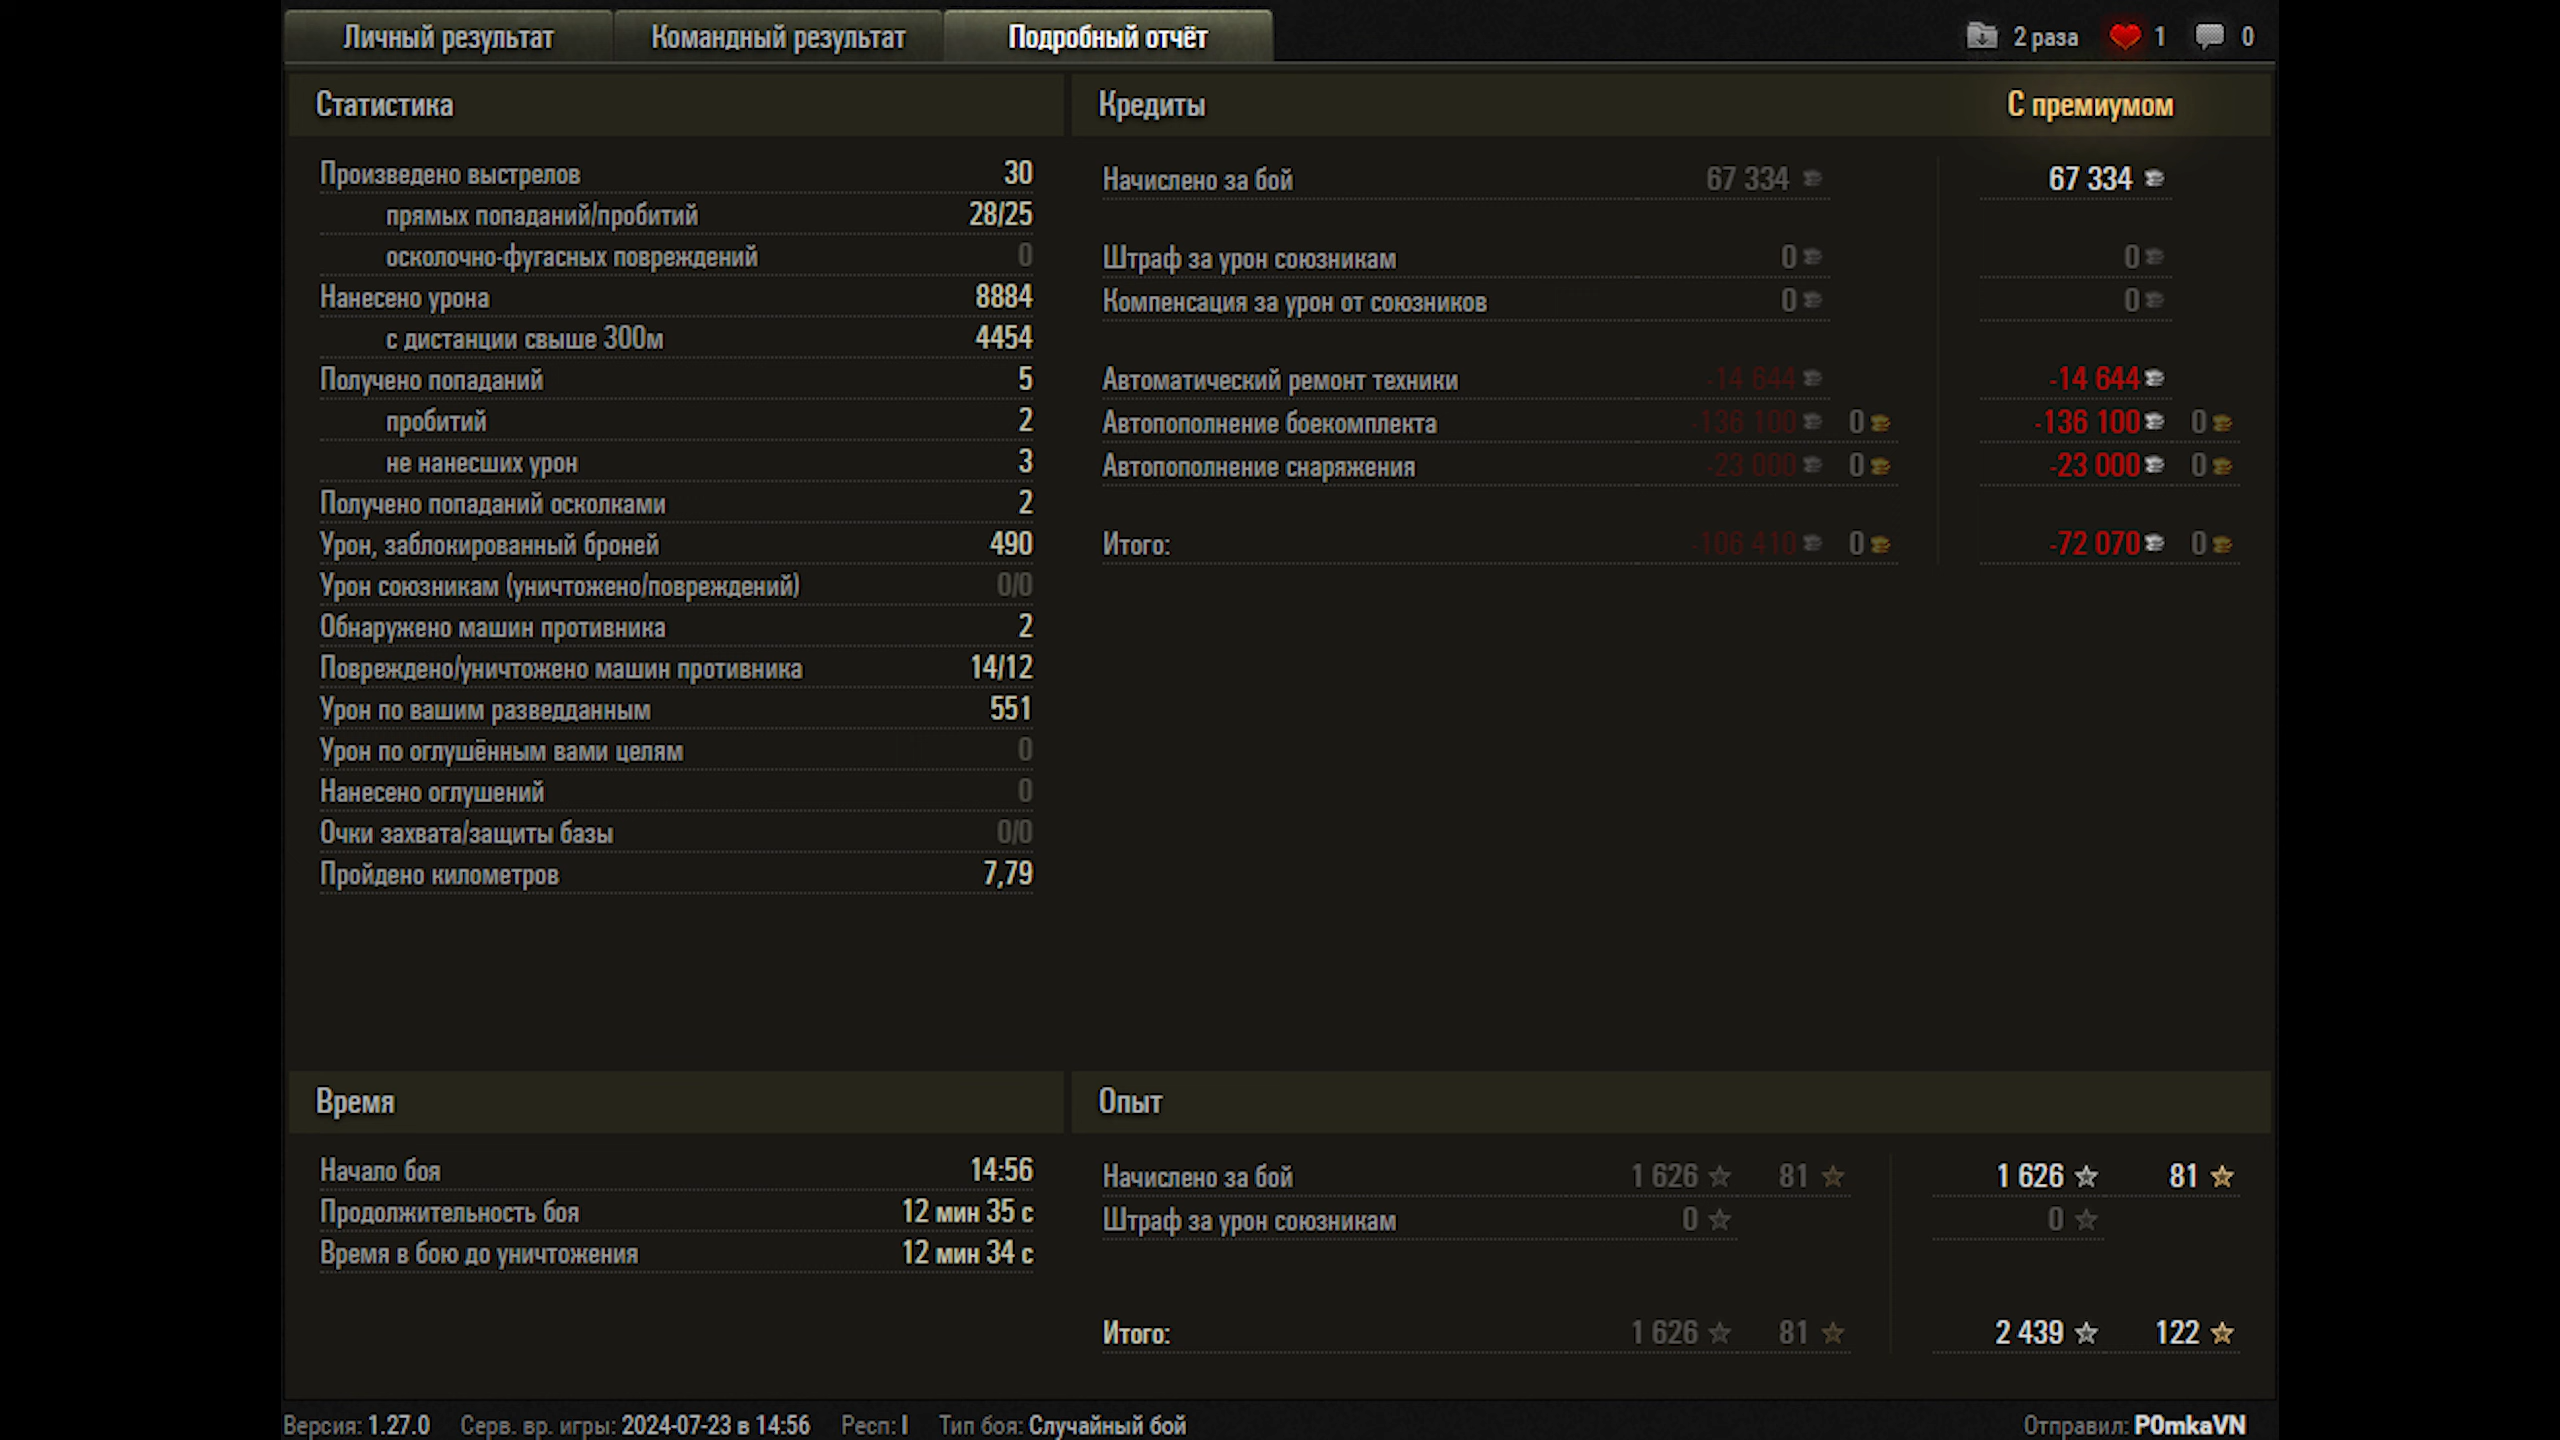 Личный результат
Командный результат
Подробный отчёт
2 раза
1
0
Статистика
Произведено выстрелов 30
прямых попаданий/пробитий 28/25
осколочно-фугасных повреждений 0
Нанесено урона 8884
с дистанции свыше 300м 4454
Получено попаданий 5
пробитий 2
не нанесших урон 3
Получено попаданий осколками 2
Урон, заблокированный броней 490
Урон союзникам (уничтожено/повреждений) 0/0
Обнаружено машин противника 2
Повреждено/уничтожено машин противника 14/12
Урон по вашим разведданным 551
Урон по оглушённым вами целям 0
Нанесено оглушений 0
Очки захвата/защиты базы 0/0
Пройдено километров 7,79
Кредиты С премиумом
Начислено за бой 67 334 67 334
Штраф за урон союзникам 0 0
Компенсация за урон от союзников 0 0
Автоматический ремонт техники -14 644 -14 644
Автопополнение боекомплекта -136 100 0 -136 100 0
Автопополнение снаряжения -23 000 0 -23 000 0
Итого: -106 410 0 -72 070 0
Время
Начало боя 14:56
Продолжительность боя 12 мин 35 с
Время в бою до уничтожения 12 мин 34 с
Опыт
Начислено за бой 1 626 81 1 626 81
Штраф за урон союзникам 0 0
Итого: 1 626 81 2 439 122
Версия: 1.27.0 Серв. вр. игры: 2024-07-23 в 14:56 Респ: I Тип боя: Случайный бой Отправил: P0mkaVN